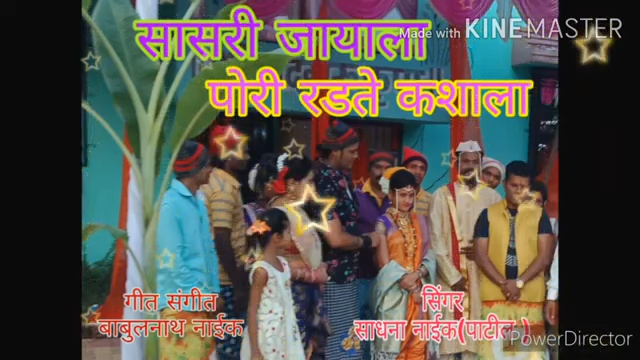 Made with KINEMASTER
सासरी जायाला
पोरी रडते कशाला
गीत संगीत
बाबुलनाथ नाईक
सिंगर
साधना नाईक(पाटील )
PowerDirector